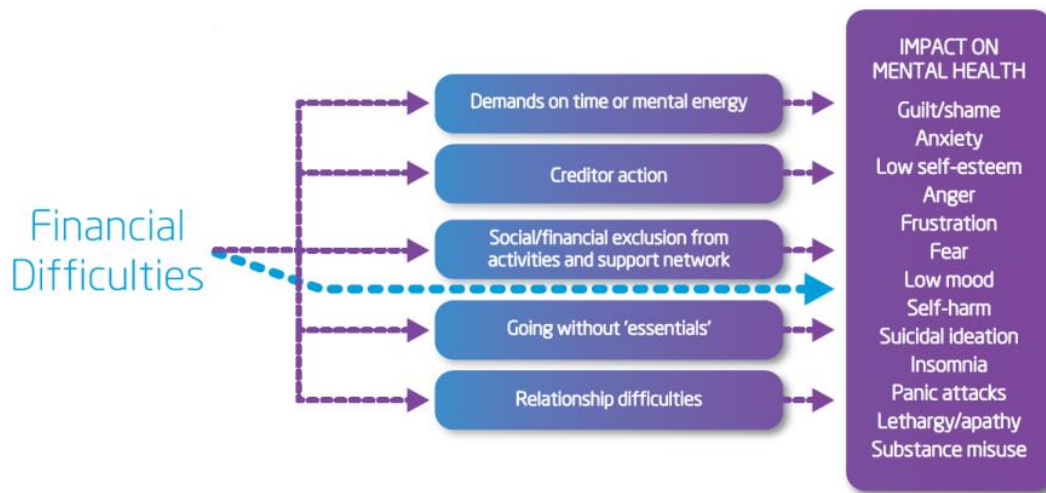 Financial
Difficulties
Demands on time or mental energy
Creditor action
Social/financial exclusion from
activities and support network
Going without 'essentials'
Relationship difficulties
IMPACT ON
MENTAL HEALTH
Guilt/shame
Anxiety
Low self-esteem
Anger
Frustration
Fear
Low mood
Self-harm
Suicidal ideation
Insomnia
Panic attacks
Lethargy/apathy
Substance misuse